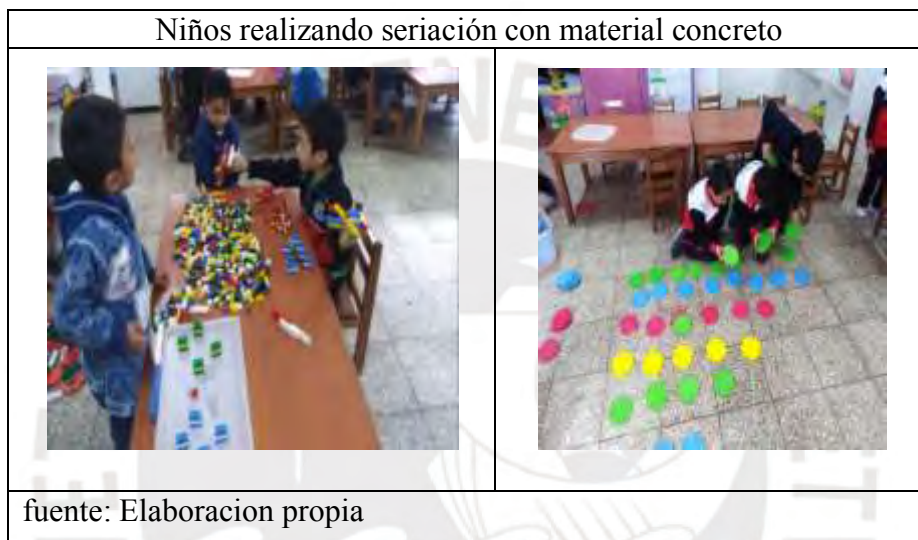 Niños realizando seriación con material concreto
fuente: Elaboracion propia